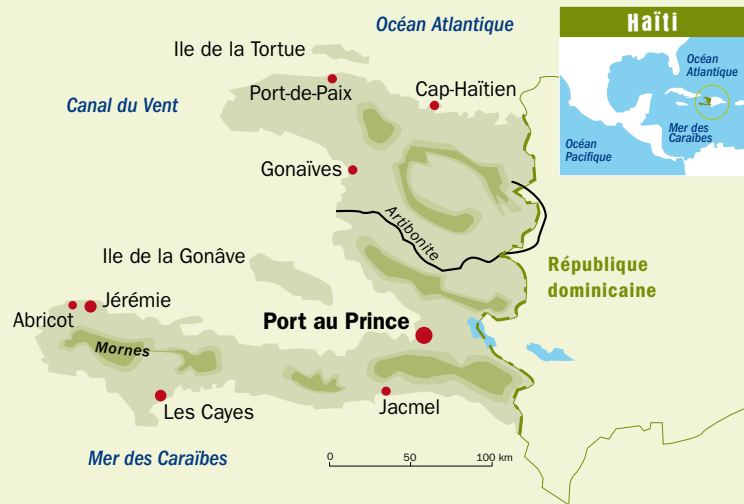 Océan Atlantique
Haïti
Ile de la Tortue
Océan
Atlantique
Canal du Vent
Port-de-Paix
Cap-Haïtien
Mer des
Caraïbes
Océan
Pacifique
Gonaïves
Artibonite
Ile de la Gonâve
République
dominicaine
Jérémie
Abricot
Port au Prince
Mornes
Les Cayes
Jacmel
Mer des Caraïbes
0 50 100 km